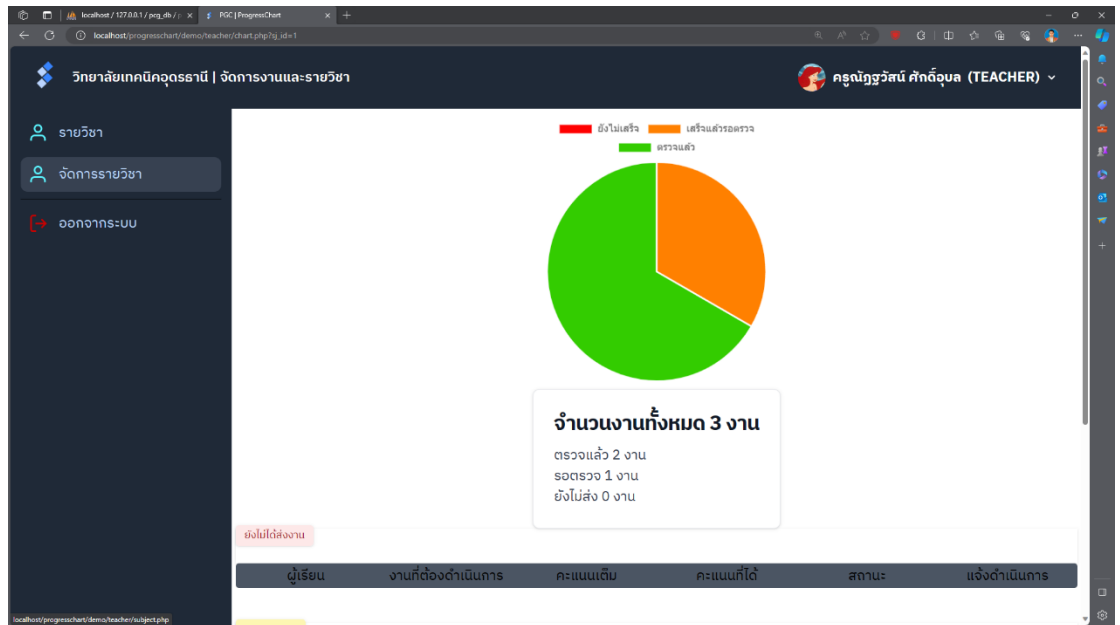 localhost / 127.0.0.1 / pcg_db / p
PGC | ProgressChart
localhost/progresschart/demo/teacher/chart.php?sj_id=1
วิทยาลัยเทคนิคอุดรธานี | จัดการงานและรายวิชา
ครูณัฏฐวัสน์ ศักดิ์อุบล (TEACHER)
รายวิชา
จัดการรายวิชา
ออกจากระบบ
ยังไม่เสร็จ
เสร็จแล้วรอตรวจ
ตรวจแล้ว
จำนวนงานทั้งหมด 3 งาน
ตรวจแล้ว 2 งาน
รอตรวจ 1 งาน
ยังไม่ส่ง 0 งาน
ยังไม่ได้ส่งงาน
ผู้เรียน งานที่ต้องดำเนินการ คะแนนเต็ม คะแนนที่ได้ สถานะ แจ้งดำเนินการ
localhost/progresschart/demo/teacher/subject.php